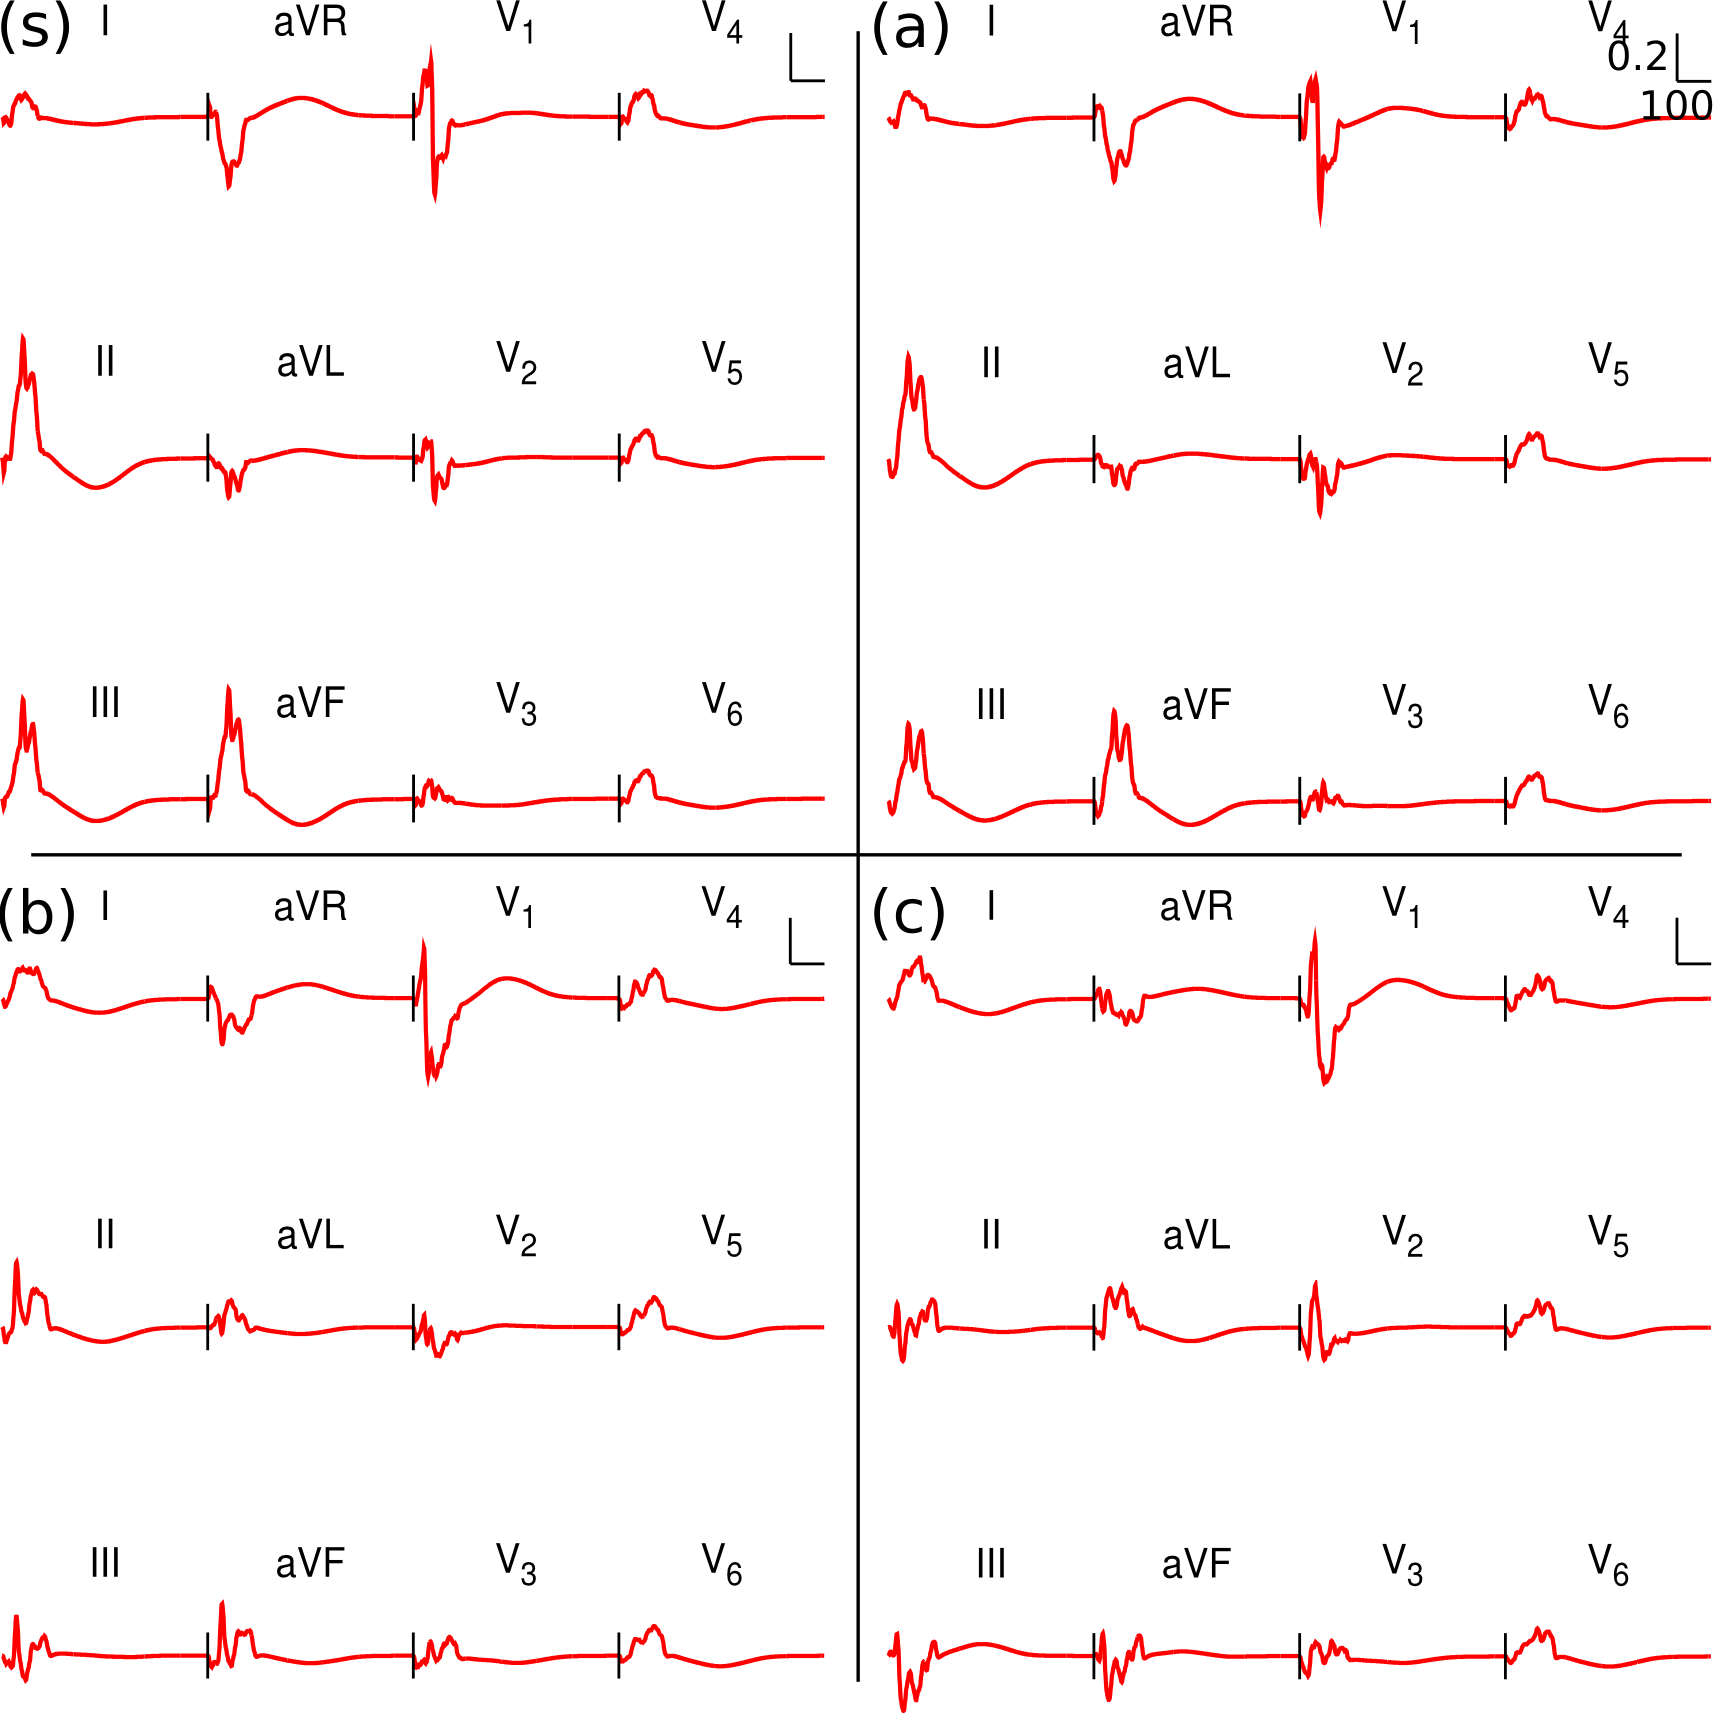 (s) I aVR V1 V4
II aVL V2 V5
III aVF V3 V6
(a) I aVR V1 V4
0.2
100
II aVL V2 V5
III aVF V3 V6
(b) I aVR V1 V4
II aVL V2 V5
III aVF V3 V6
(c) I aVR V1 V4
II aVL V2 V5
III aVF V3 V6